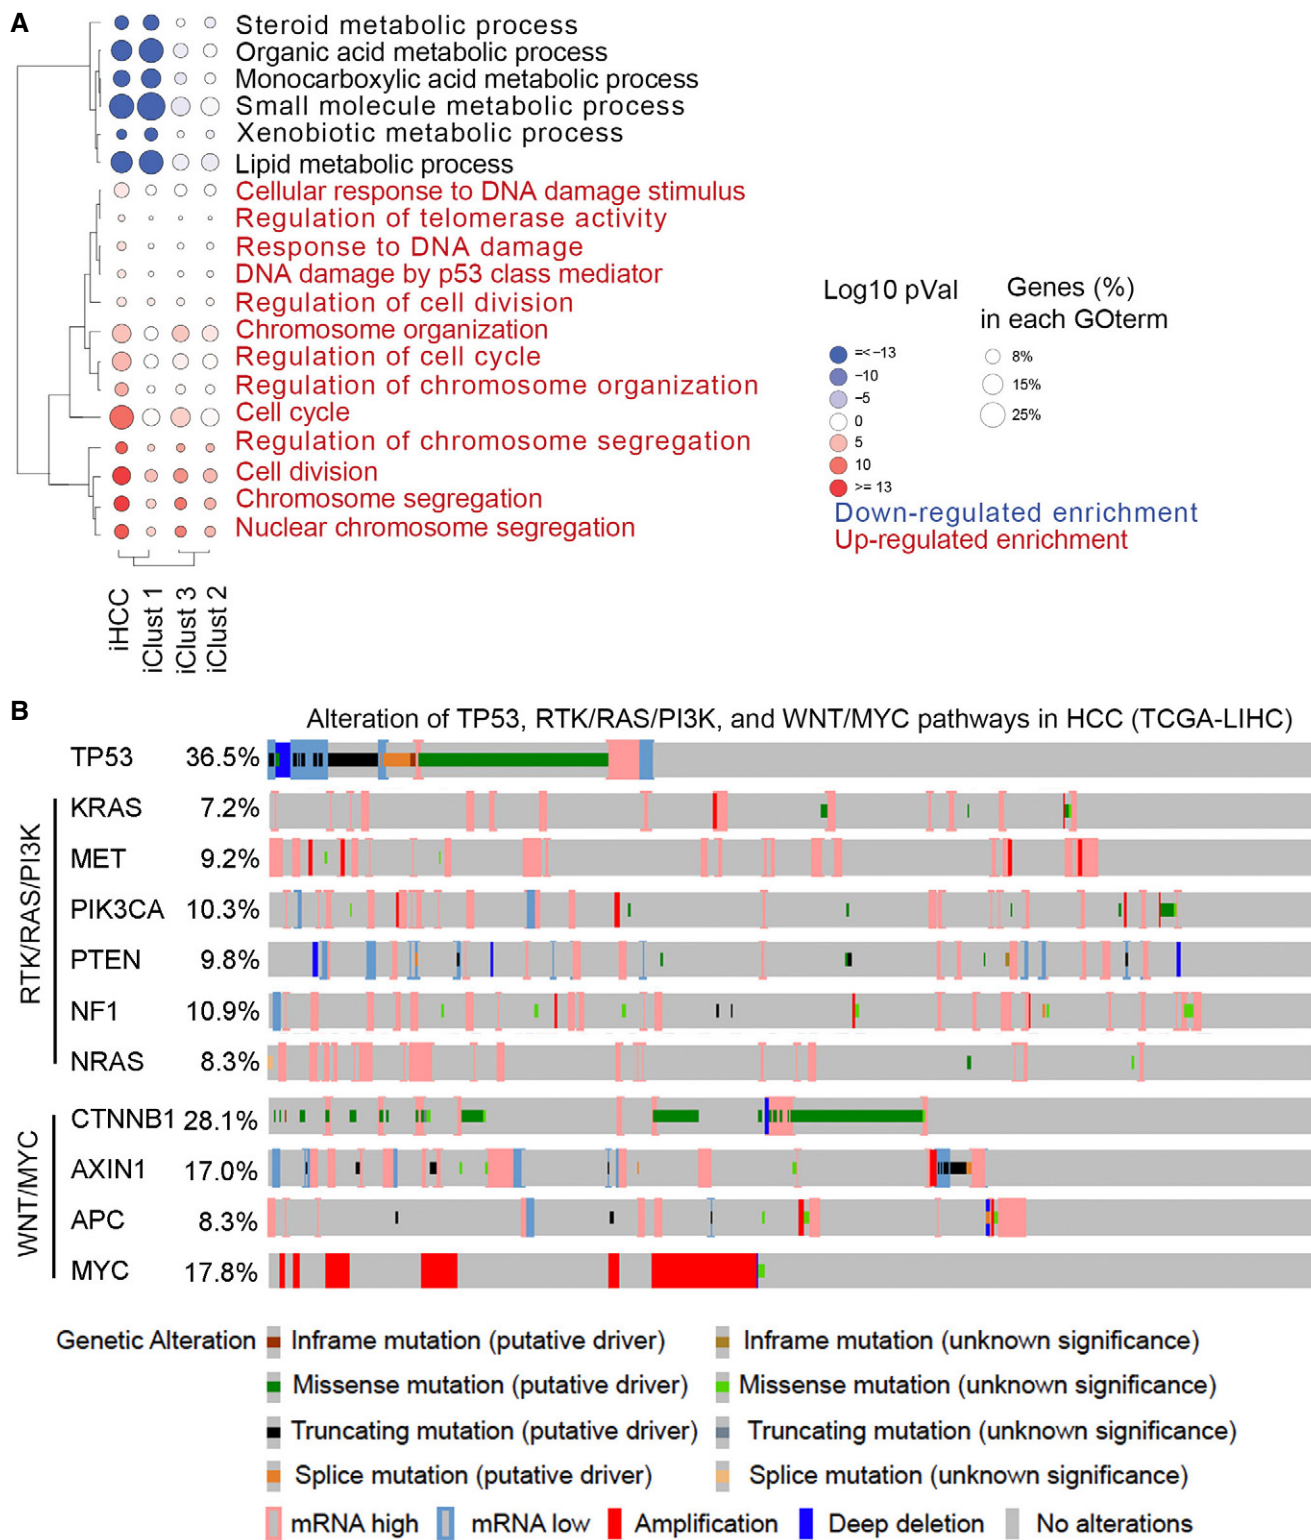 A
Steroid metabolic process
Organic acid metabolic process
Monocarboxylic acid metabolic process
Small molecule metabolic process
Xenobiotic metabolic process
Lipid metabolic process
Cellular response to DNA damage stimulus
Regulation of telomerase activity
Response to DNA damage
DNA damage by p53 class mediator
Regulation of cell division
Chromosome organization
Regulation of cell cycle
Regulation of chromosome organization
Cell cycle
Regulation of chromosome segregation
Cell division
Chromosome segregation
Nuclear chromosome segregation
iHCC
iClust 1
iClust 3
iClust 2
Log10 pVal
=<-13
-10
-5
0
5
10
>= 13
Genes (%)
in each GOterm
8%
15%
25%
Down-regulated enrichment
Up-regulated enrichment
B
Alteration of TP53, RTK/RAS/PI3K, and WNT/MYC pathways in HCC (TCGA-LIHC)
TP53 36.5%
RTK/RAS/PI3K
KRAS 7.2%
MET 9.2%
PIK3CA 10.3%
PTEN 9.8%
NF1 10.9%
NRAS 8.3%
WNT/MYC
CTNNB1 28.1%
AXIN1 17.0%
APC 8.3%
MYC 17.8%
Genetic Alteration Inframe mutation (putative driver) Inframe mutation (unknown significance)
Missense mutation (putative driver) Missense mutation (unknown significance)
Truncating mutation (putative driver) Truncating mutation (unknown significance)
Splice mutation (putative driver) Splice mutation (unknown significance)
mRNA high mRNA low Amplification Deep deletion No alterations